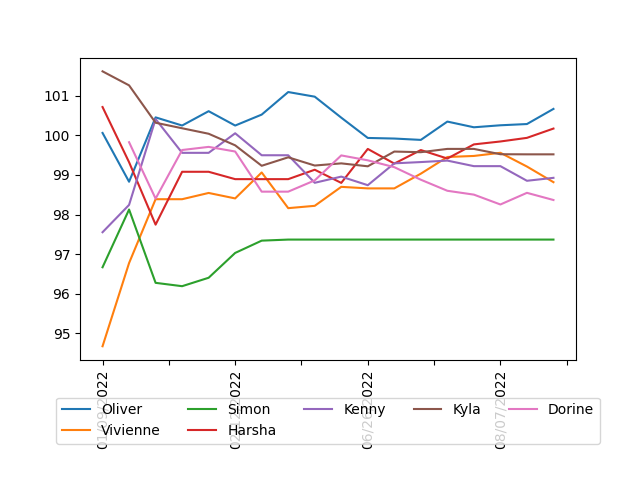 101
100
99
98
97
96
95
Oliver
Simon
Kenny
Kyla
Dorine
Vivienne
Harsha
06/26/2022
08/07/2022